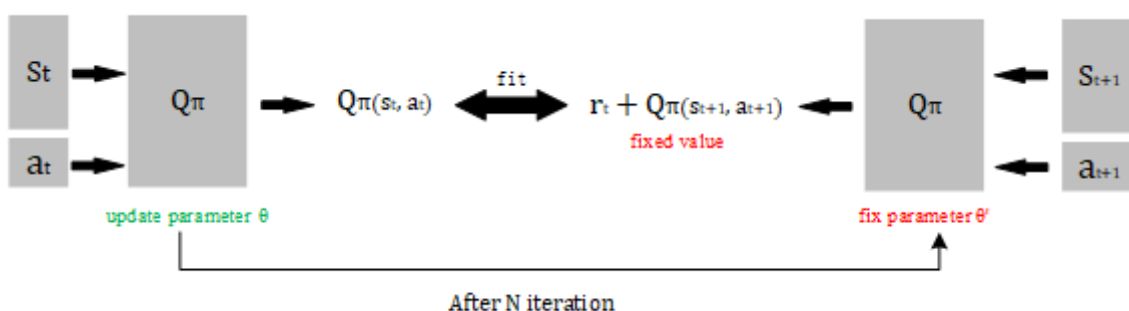 St
at
Qπ
update parameter θ
Qπ(st, at)
fit
rt + Qπ(st+1, at+1)
fixed value
Qπ
fix parameter θ'
St+1
at+1
After N iteration